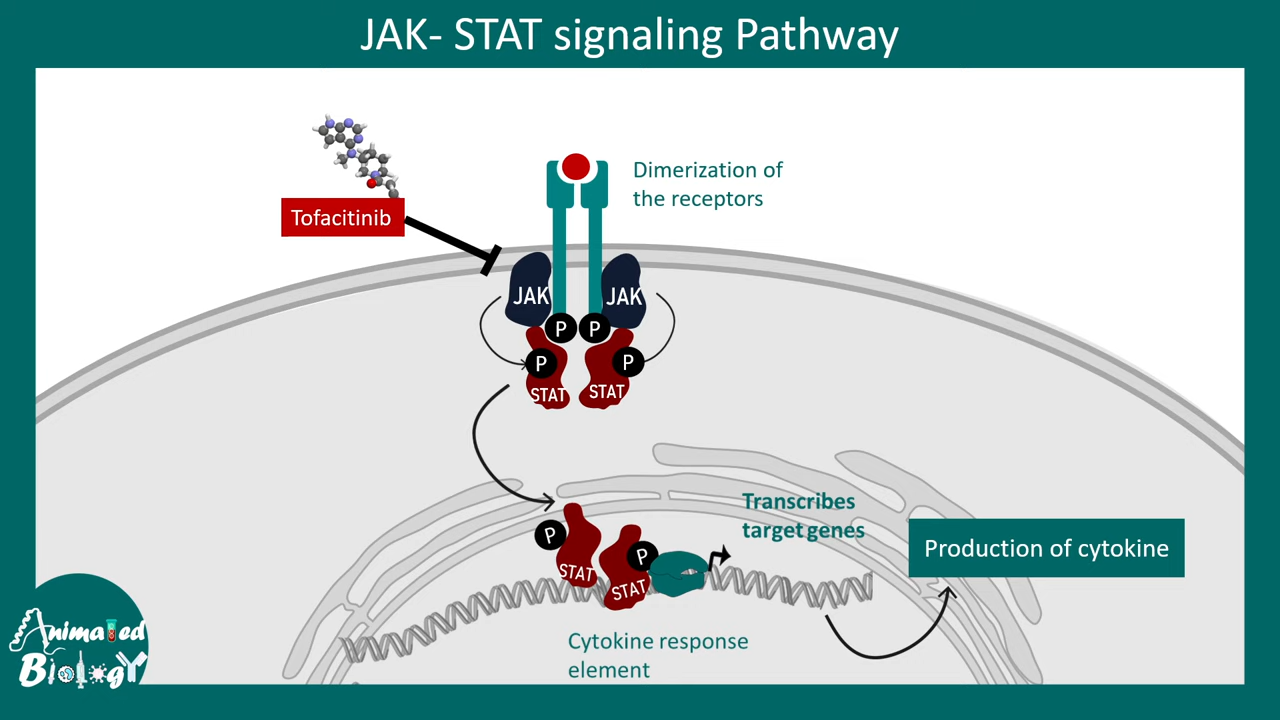 JAK- STAT signaling Pathway
Dimerization of
the receptors
Tofacitinib
JAK
JAK
P
P
P
P
STAT
STAT
Transcribes
target genes
Production of cytokine
P
P
STAT
STAT
Cytokine response
element
Animated
Biology